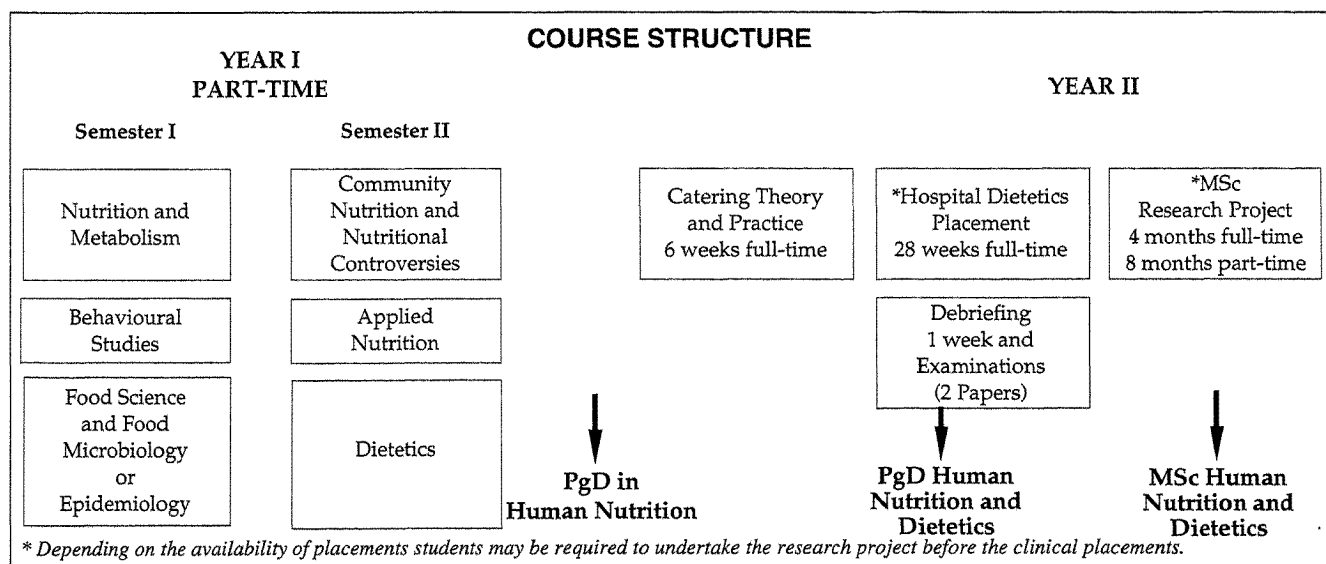 COURSE STRUCTURE
YEAR I
PART-TIME
YEAR II
Semester I
Semester II
Nutrition and
Metabolism
Behavioural
Studies
Food Science
and Food
Microbiology
or
Epidemiology
Community
Nutrition and
Nutritional
Controversies
Applied
Nutrition
Dietetics
PgD in
Human Nutrition
Catering Theory
and Practice
6 weeks full-time
*Hospital Dietetics
Placement
28 weeks full-time
Debriefing
1 week and
Examinations
(2 Papers)
PgD Human
Nutrition and
Dietetics
*MSc
Research Project
4 months full-time
8 months part-time
MSc Human
Nutrition and
Dietetics
* Depending on the availability of placements students may be required to undertake the research project before the clinical placements.